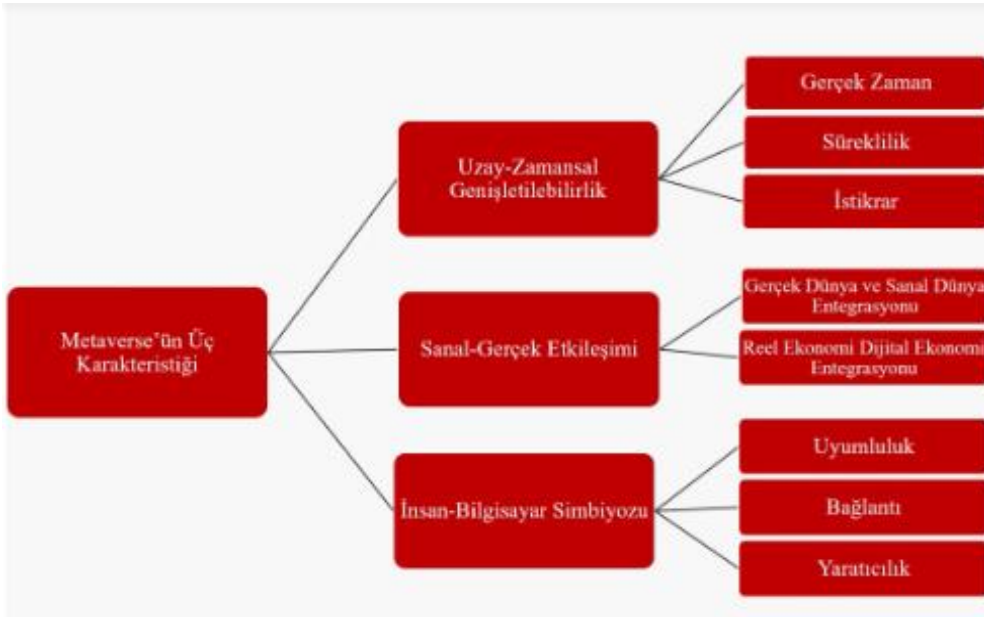 Metaverse'ün Üç
Karakteristiği
Uzay-Zamansal
Genişletilebilirlik
Gerçek Zaman
Süreklilik
İstikrar
Sanal-Gerçek Etkileşimi
Gerçek Dünya ve Sanal Dünya
Entegrasyonu
Reel Ekonomi Dijital Ekonomi
Entegrasyonu
İnsan-Bilgisayar Simbiyozu
Uyumluluk
Bağlantı
Yaratıcılık